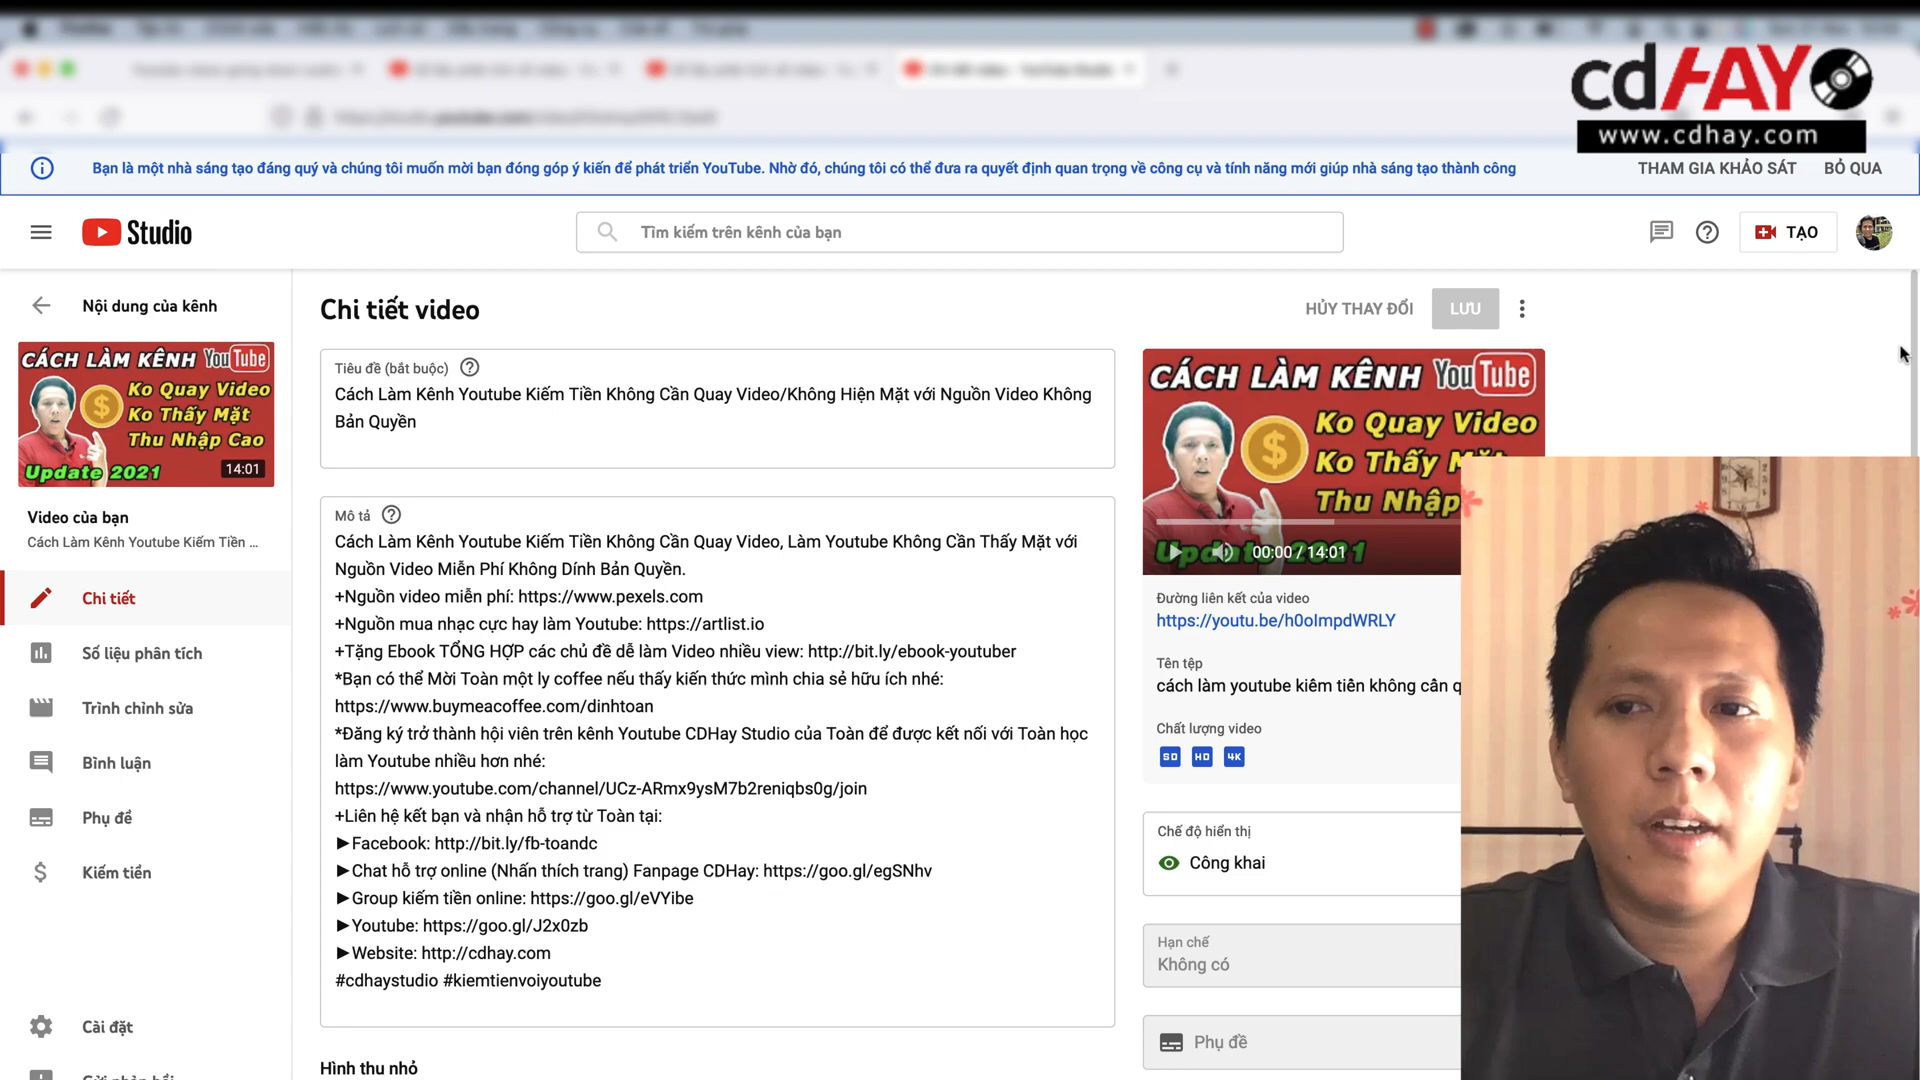 cdHAY
www.cdhay.com
Bạn là một nhà sáng tạo đáng quý và chúng tôi muốn mời bạn đóng góp ý kiến để phát triển YouTube. Nhờ đó, chúng tôi có thể đưa ra quyết định quan trọng về công cụ và tính năng mới giúp nhà sáng tạo thành công
THAM GIA KHẢO SÁT
BỎ QUA
Studio
Tìm kiếm trên kênh của bạn
TẠO
Nội dung của kênh
CÁCH LÀM KÊNH YouTube
Ko Quay Video
Ko Thấy Mặt
Thu Nhập Cao
Update 2021
14:01
Video của bạn
Cách Làm Kênh Youtube Kiếm Tiền ...
Chi tiết
Số liệu phân tích
Trình chỉnh sửa
Bình luận
Phụ đề
Kiếm tiền
Cài đặt
Chi tiết video
HỦY THAY ĐỔI
LƯU
Tiêu đề (bắt buộc)
Cách Làm Kênh Youtube Kiếm Tiền Không Cần Quay Video/Không Hiện Mặt với Nguồn Video Không
Bản Quyền
Mô tả
Cách Làm Kênh Youtube Kiếm Tiền Không Cần Quay Video, Làm Youtube Không Cần Thấy Mặt với
Nguồn Video Miễn Phí Không Dính Bản Quyền.
+Nguồn video miễn phí: https://www.pexels.com
+Nguồn mua nhạc cực hay làm Youtube: https://artlist.io
+Tặng Ebook TỔNG HỢP các chủ đề dễ làm Video nhiều view: http://bit.ly/ebook-youtuber
*Bạn có thể Mời Toàn một ly coffee nếu thấy kiến thức mình chia sẻ hữu ích nhé:
https://www.buymeacoffee.com/dinhtoan
*Đăng ký trở thành hội viên trên kênh Youtube CDHay Studio của Toàn để được kết nối với Toàn học
làm Youtube nhiều hơn nhé:
https://www.youtube.com/channel/UCz-ARmx9ysM7b2reniqbs0g/join
+Liên hệ kết bạn và nhận hỗ trợ từ Toàn tại:
►Facebook: http://bit.ly/fb-toandc
►Chat hỗ trợ online (Nhấn thích trang) Fanpage CDHay: https://goo.gl/egSNhv
►Group kiếm tiền online: https://goo.gl/eVYibe
►Youtube: https://goo.gl/J2x0zb
►Website: http://cdhay.com
#cdhaystudio #kiemtienvoiyoutube
Hình thu nhỏ
CÁCH LÀM KÊNH YouTube
Ko Quay Video
Ko Thấy
Thu Nhập
Update 2021
00:00 / 14:01
Đường liên kết của video
https://youtu.be/h0oImpdWRLY
Tên tệp
cách làm youtube kiếm tiền không cần q
Chất lượng video
SD HD 4K
Chế độ hiển thị
Công khai
Hạn chế
Không có
Phụ đề